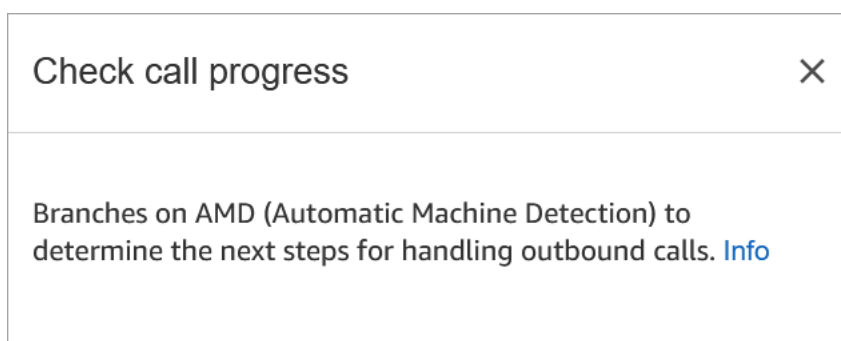 Check call progress
Branches on AMD (Automatic Machine Detection) to
determine the next steps for handling outbound calls. Info